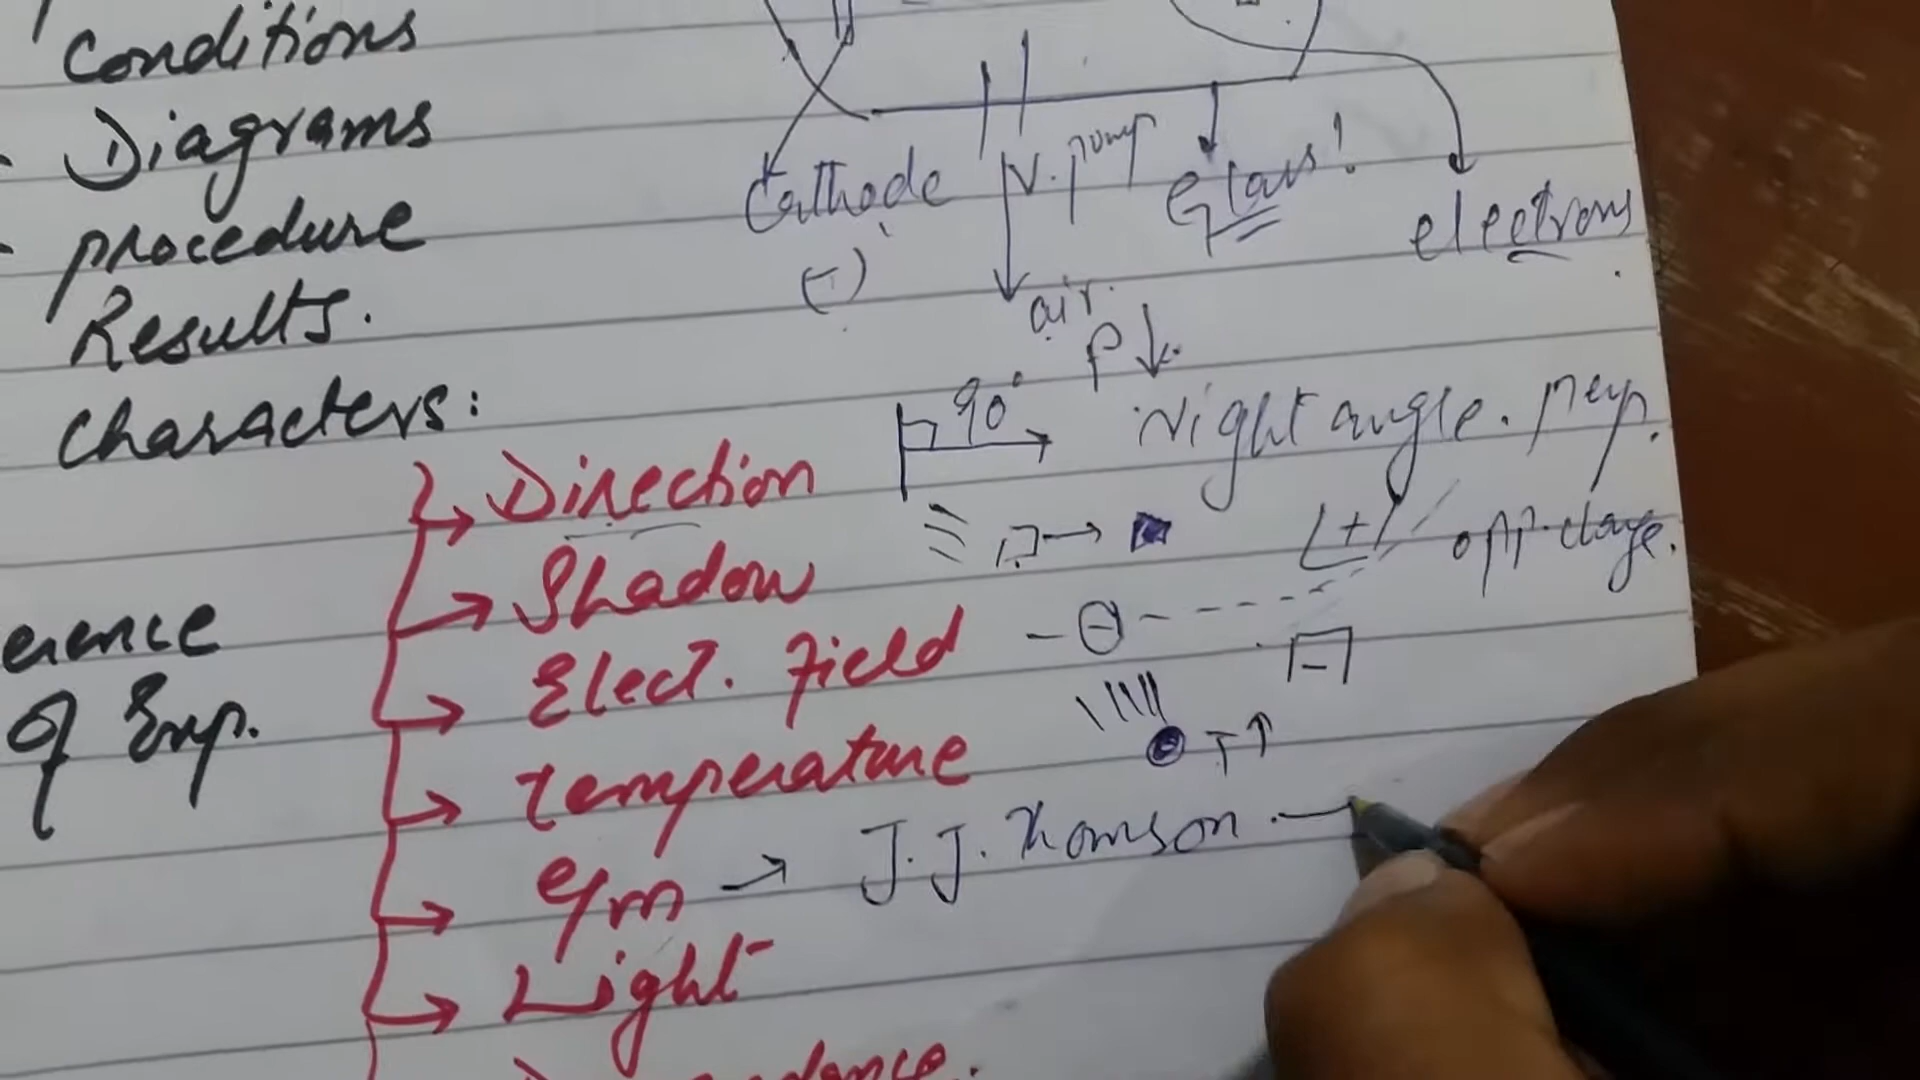 Conditions
- Diagrams
- procedure
Results.
Characters:
erence
of Exp.
Cathode
(-)
V. pump
air.
P ↓
Glass!
electrons
→ Direction
90°
right angle. perp.
→ Shadow
→ Elect. field
(+)
opp. charge.
-
-
→ temperature
T↑
→ e/m → J.J. Thomson. -
→ Light